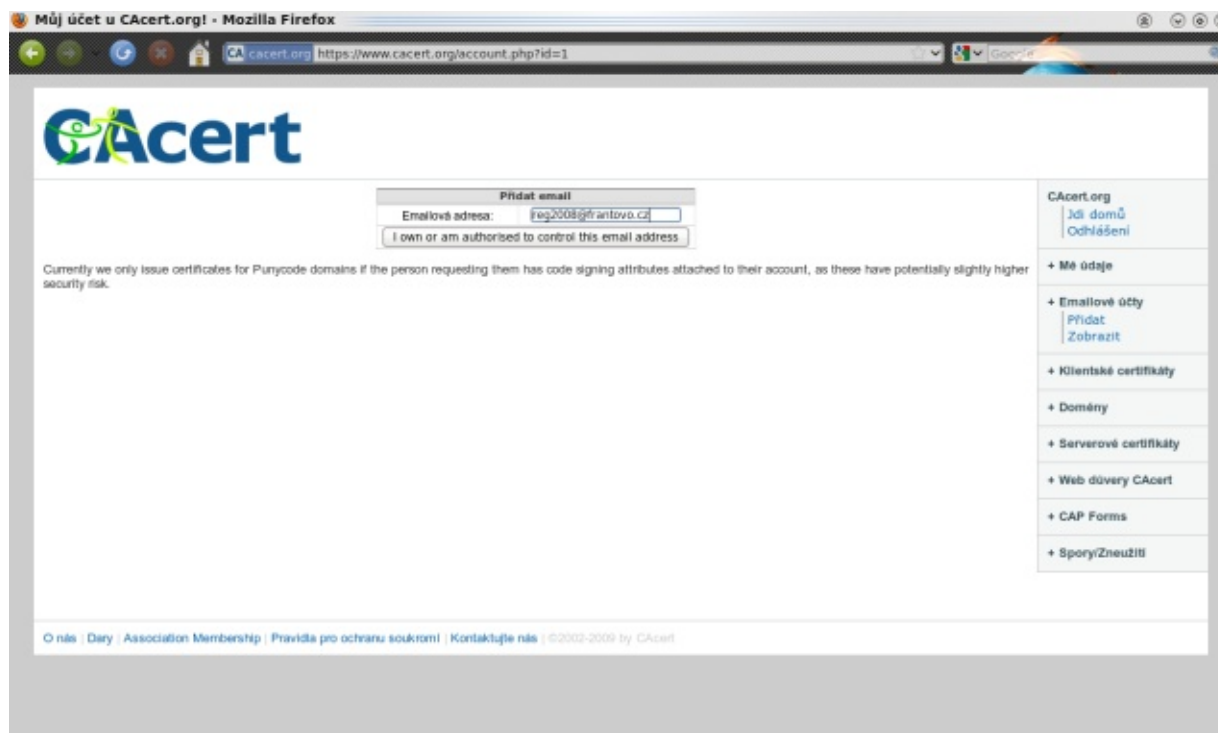 Můj účet u CAcert.org! - Mozilla Firefox
CA cacert.org https://www.cacert.org/account.php?id=1
Google
CAcert
Přidat email
Emailová adresa: reg2008@frantovo.cz
I own or am authorised to control this email address
Currently we only issue certificates for Punycode domains if the person requesting them has code signing attributes attached to their account, as these have potentially slightly higher
security risk.
CAcert.org
Jdi domů
Odhlášení
+ Mé údaje
+ Emailové účty
Přidat
Zobrazit
+ Klientské certifikáty
+ Domény
+ Serverové certifikáty
+ Web důvery CAcert
+ CAP Forms
+ Spory/Zneužití
O nás | Dary | Association Membership | Pravidla pro ochranu soukromí | Kontaktujte nás | ©2002-2009 by CAcert